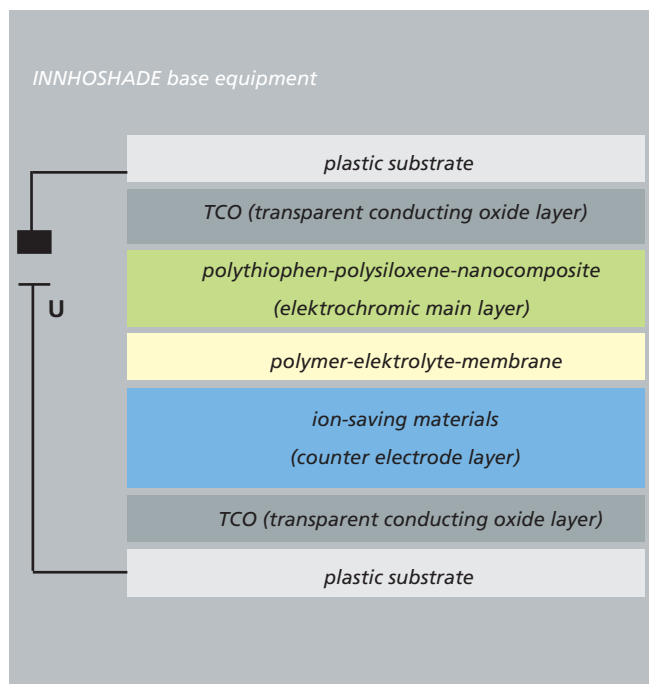 INNHOSHADE base equipment
plastic substrate
TCO (transparent conducting oxide layer)
polythiophen-polysiloxene-nanocomposite
(elektrochromic main layer)
U
polymer-elektrolyte-membrane
ion-saving materials
(counter electrode layer)
TCO (transparent conducting oxide layer)
plastic substrate